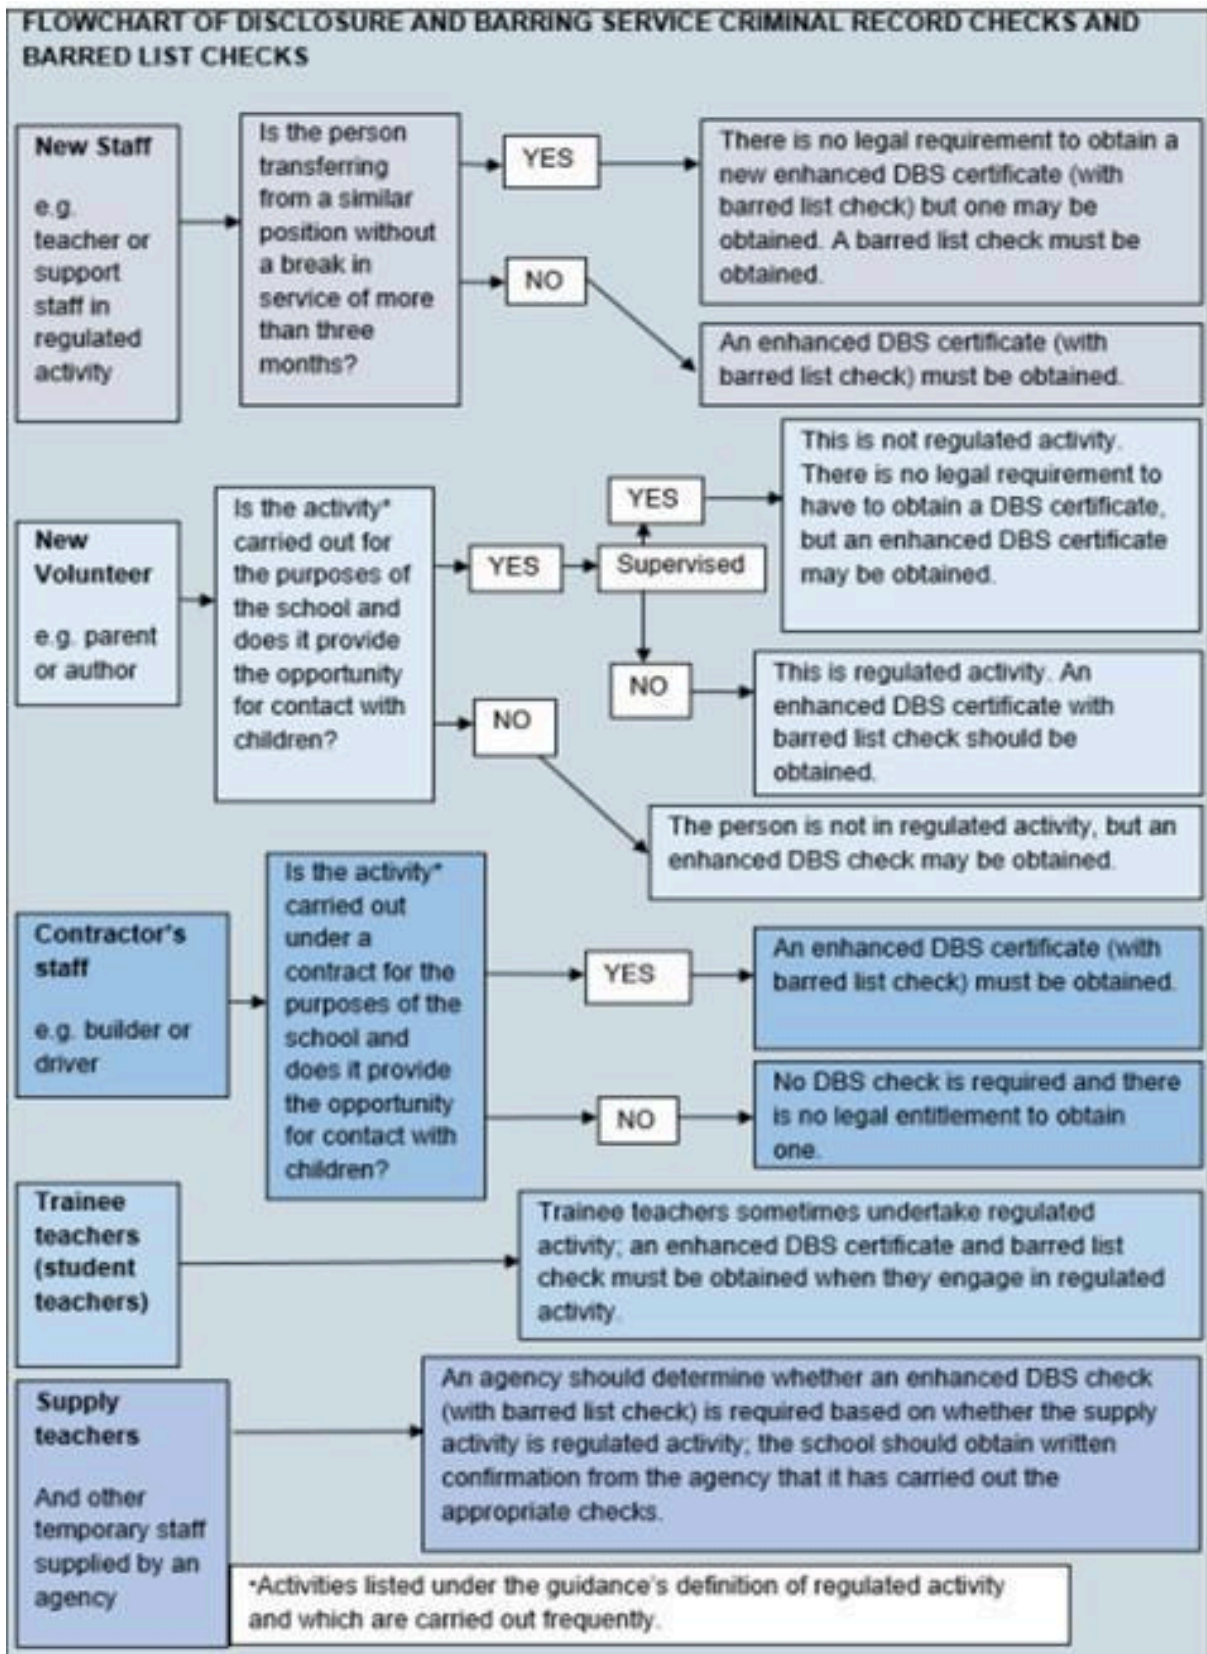 FLOWCHART OF DISCLOSURE AND BARRING SERVICE CRIMINAL RECORD CHECKS AND
BARRED LIST CHECKS
New Staff
e.g.
teacher or
support
staff in
regulated
activity
Is the person
transferring
from a similar
position without
a break in
service of more
than three
months?
YES
There is no legal requirement to obtain a
new enhanced DBS certificate (with
barred list check) but one may be
obtained. A barred list check must be
obtained.
NO
An enhanced DBS certificate (with
barred list check) must be obtained.
New
Volunteer
e.g. parent
or author
Is the activity*
carried out for
the purposes of
the school and
does it provide
the opportunity
for contact with
children?
YES
Supervised
YES
This is not regulated activity.
There is no legal requirement to
have to obtain a DBS certificate,
but an enhanced DBS certificate
may be obtained.
NO
This is regulated activity. An
enhanced DBS certificate with
barred list check should be
obtained.
NO
The person is not in regulated activity, but an
enhanced DBS check may be obtained.
Contractor's
staff
e.g. builder or
driver
Is the activity*
carried out
under a
contract for the
purposes of the
school and
does it provide
the opportunity
for contact with
children?
YES
An enhanced DBS certificate (with
barred list check) must be obtained.
NO
No DBS check is required and there
is no legal entitlement to obtain
one.
Trainee
teachers
(student
teachers)
Trainee teachers sometimes undertake regulated
activity; an enhanced DBS certificate and barred list
check must be obtained when they engage in regulated
activity.
Supply
teachers
And other
temporary staff
supplied by an
agency
An agency should determine whether an enhanced DBS check
(with barred list check) is required based on whether the supply
activity is regulated activity; the school should obtain written
confirmation from the agency that it has carried out the
appropriate checks.
*Activities listed under the guidance's definition of regulated activity
and which are carried out frequently.